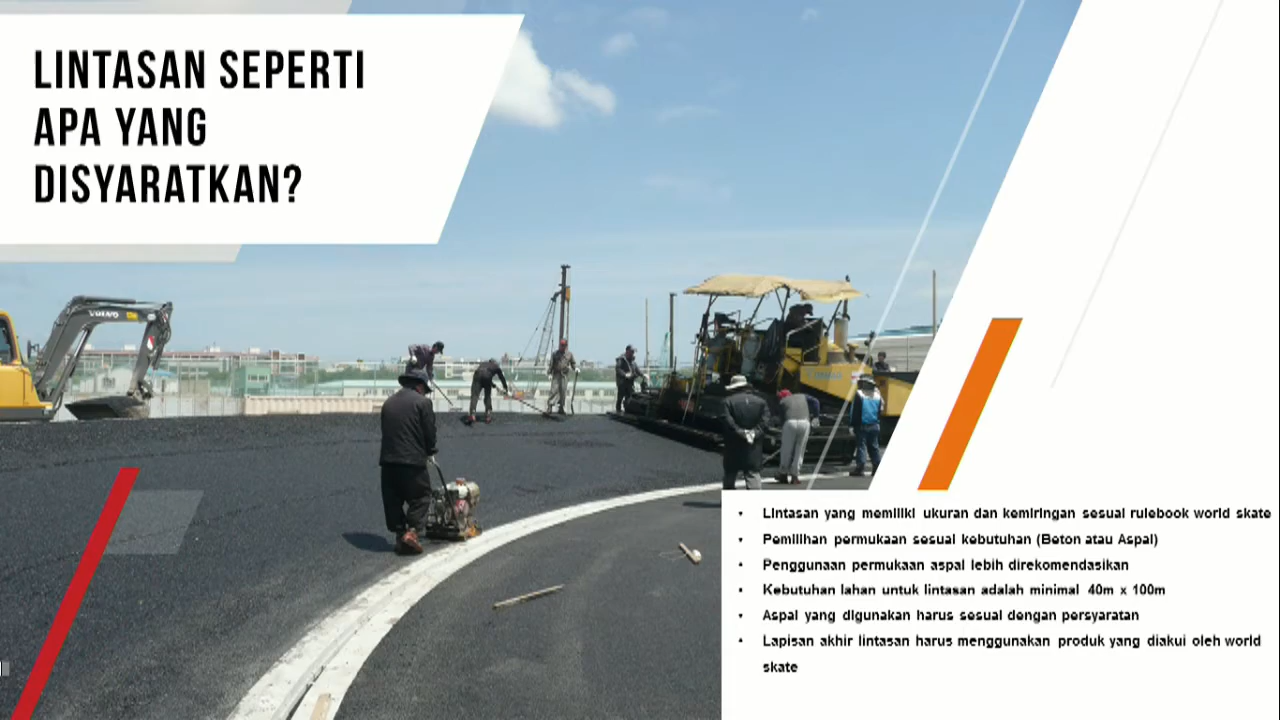 LINTASAN SEPERTI
APA YANG
DISYARATKAN?
VOLVO
• Lintasan yang memiliki ukuran dan kemiringan sesuai rulebook world skate
• Pemilihan permukaan sesuai kebutuhan (Beton atau Aspal)
• Penggunaan permukaan aspal lebih direkomendasikan
• Kebutuhan lahan untuk lintasan adalah minimal 40m x 100m
• Aspal yang digunakan harus sesuai dengan persyaratan
• Lapisan akhir lintasan harus menggunakan produk yang diakui oleh world
skate